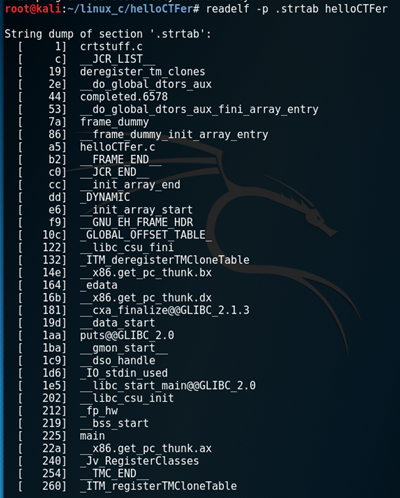 root@kali:~/linux_c/helloCTFer# readelf -p .strtab helloCTFer
String dump of section '.strtab':
[     1]  crtstuff.c
[     c]  __JCR_LIST__
[    19]  deregister_tm_clones
[    2e]  __do_global_dtors_aux
[    44]  completed.6578
[    53]  __do_global_dtors_aux_fini_array_entry
[    7a]  frame_dummy
[    86]  __frame_dummy_init_array_entry
[    a5]  helloCTFer.c
[    b2]  __FRAME_END__
[    c0]  __JCR_END__
[    cc]  __init_array_end
[    dd]  _DYNAMIC
[    e6]  __init_array_start
[    f9]  __GNU_EH_FRAME_HDR
[   10c]  _GLOBAL_OFFSET_TABLE_
[   122]  __libc_csu_fini
[   132]  _ITM_deregisterTMCloneTable
[   14e]  __x86.get_pc_thunk.bx
[   164]  _edata
[   16b]  __x86.get_pc_thunk.dx
[   181]  __cxa_finalize@@GLIBC_2.1.3
[   19d]  __data_start
[   1aa]  puts@@GLIBC_2.0
[   1ba]  __gmon_start__
[   1c9]  __dso_handle
[   1d6]  _IO_stdin_used
[   1e5]  __libc_start_main@@GLIBC_2.0
[   202]  __libc_csu_init
[   212]  _fp_hw
[   219]  __bss_start
[   225]  main
[   22a]  __x86.get_pc_thunk.ax
[   240]  _Jv_RegisterClasses
[   254]  __TMC_END__
[   260]  _ITM_registerTMCloneTable